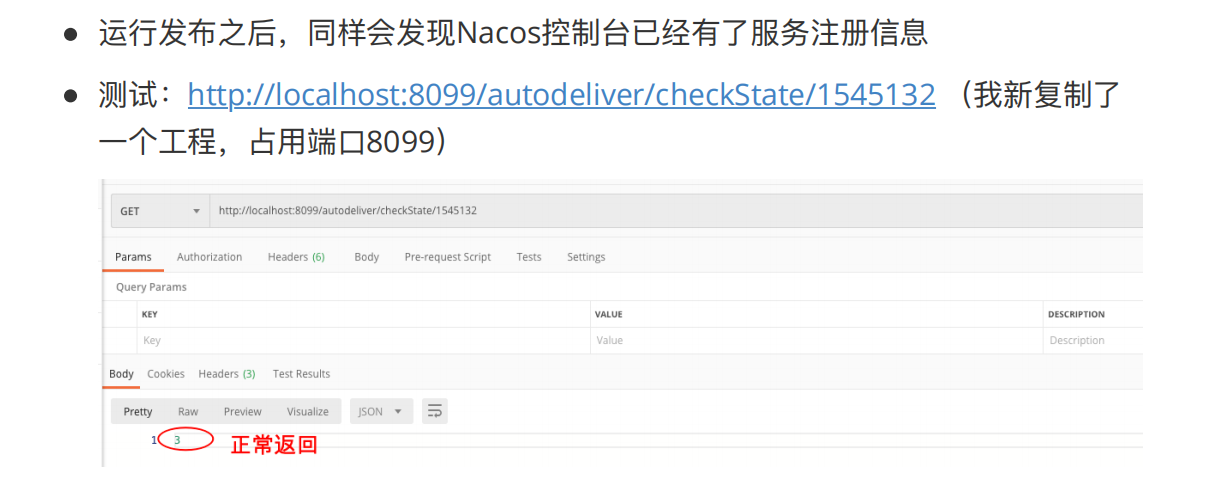 运行发布之后，同样会发现Nacos控制台已经有了服务注册信息
测试：http://localhost:8099/autodeliver/checkState/1545132 （我新复制了
一个工程，占用端口8099）
GET http://localhost:8099/autodeliver/checkState/1545132
Params Authorization Headers (6) Body Pre-request Script Tests Settings
Query Params
KEY VALUE DESCRIPTION
Key Value Description
Body Cookies Headers (3) Test Results
Pretty Raw Preview Visualize JSON
1 3 正常返回